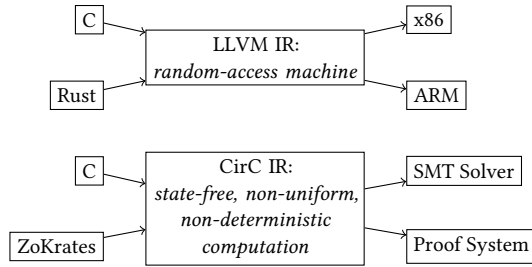 C
x86
LLVM IR:
random-access machine
Rust
ARM
C
CirC IR:
SMT Solver
state-free, non-uniform,
non-deterministic
computation
ZoKrates
Proof System